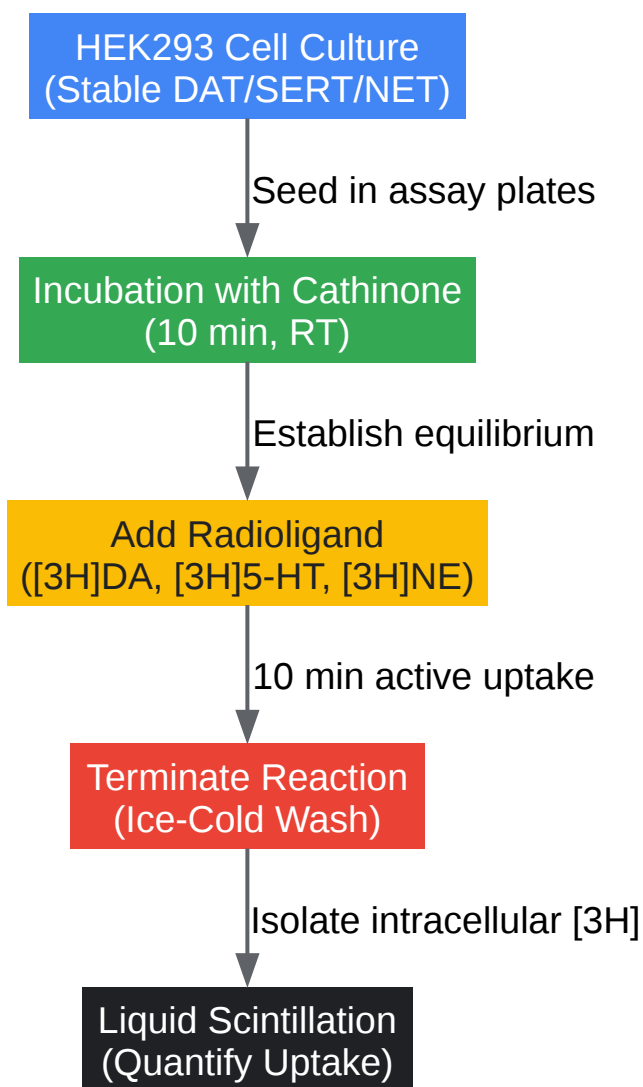 HEK293 Cell Culture
(Stable DAT/SERT/NET)
Seed in assay plates
Incubation with Cathinone
(10 min, RT)
Establish equilibrium
Add Radioligand
([3H]DA, [3H]5-HT, [3H]NE)
10 min active uptake
Terminate Reaction
(Ice-Cold Wash)
Isolate intracellular [3H]
Liquid Scintillation
(Quantify Uptake)